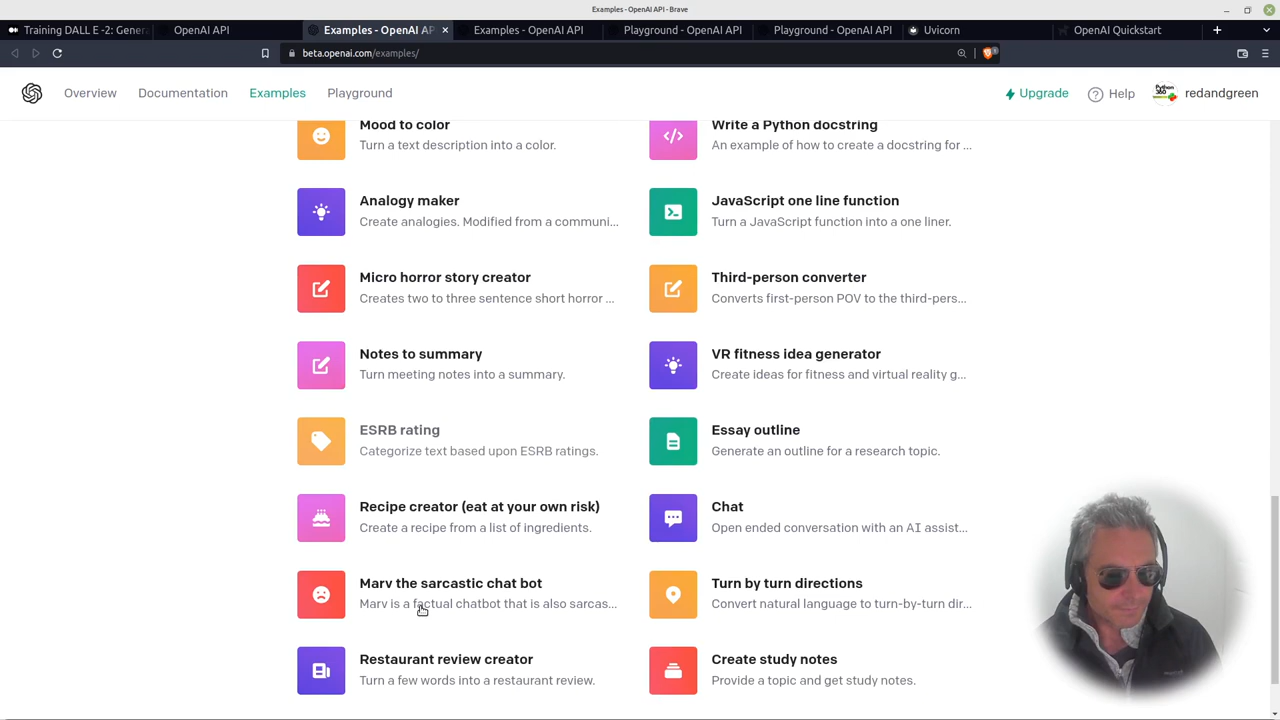 Examples - OpenAI API - Brave
Training DALL E -2: Gener
OpenAI API
Examples - OpenAI AP
Examples - OpenAI API
Playground - OpenAI API
Playground - OpenAI API
Uvicorn
OpenAI Quickstart
beta.openai.com/examples/
Overview
Documentation
Examples
Playground
Upgrade
Help
redandgreen
Mood to color
Turn a text description into a color.
Write a Python docstring
An example of how to create a docstring for ...
Analogy maker
Create analogies. Modified from a communi...
JavaScript one line function
Turn a JavaScript function into a one liner.
Micro horror story creator
Creates two to three sentence short horror ...
Third-person converter
Converts first-person POV to the third-pers...
Notes to summary
Turn meeting notes into a summary.
VR fitness idea generator
Create ideas for fitness and virtual reality g...
ESRB rating
Categorize text based upon ESRB ratings.
Essay outline
Generate an outline for a research topic.
Recipe creator (eat at your own risk)
Create a recipe from a list of ingredients.
Chat
Open ended conversation with an AI assist...
Marv the sarcastic chat bot
Marv is a factual chatbot that is also sarcas...
Turn by turn directions
Convert natural language to turn-by-turn dir...
Restaurant review creator
Turn a few words into a restaurant review.
Create study notes
Provide a topic and get study notes.